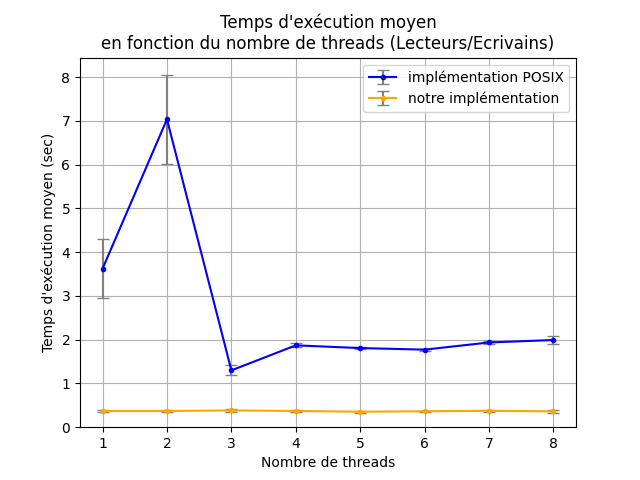 Temps d'exécution moyen
en fonction du nombre de threads (Lecteurs/Ecrivains)
implémentation POSIX
notre implémentation
Temps d'exécution moyen (sec)
8
7
6
5
4
3
2
1
0
1 2 3 4 5 6 7 8
Nombre de threads